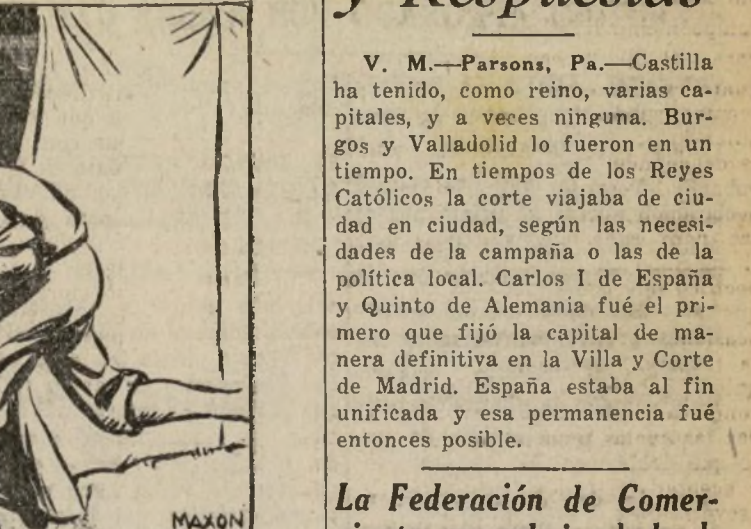 y Respuestas
V. M.—Parsons, Pa.—Castilla
ha tenido, como reino, varias ca-
pitales, y a veces ninguna. Bur-
gos y Valladolid lo fueron en un
tiempo. En tiempos de los Reyes
Católicos la corte viajaba de ciu-
dad en ciudad, según las necesi-
dades de la campaña o las de la
política local. Carlos I de España
y Quinto de Alemania fué el pri-
mero que fijó la capital de ma-
nera definitiva en la Villa y Corte
de Madrid. España estaba al fin
unificada y esa permanencia fué
entonces posible.
La Federación de Comer-
MAXON